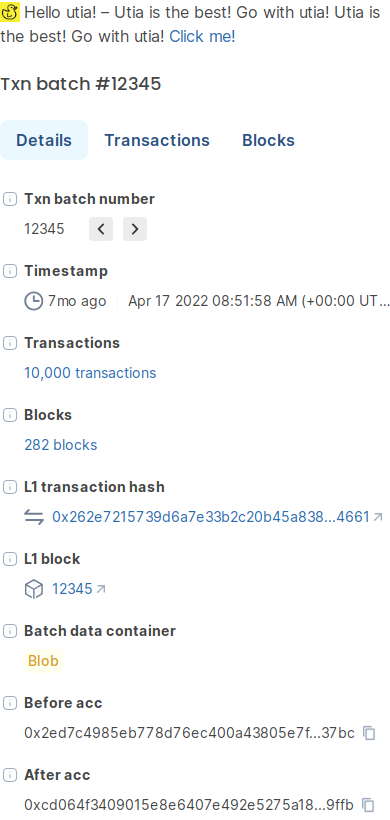 Hello utia! – Utia is the best! Go with utia! Utia is
the best! Go with utia! Click me!
Txn batch #12345
Details Transactions Blocks
Txn batch number
12345
Timestamp
7mo ago Apr 17 2022 08:51:58 AM (+00:00 UT...
Transactions
10,000 transactions
Blocks
282 blocks
L1 transaction hash
0x262e7215739d6a7e33b2c20b45a838...4661
L1 block
12345
Batch data container
Blob
Before acc
0x2ed7c4985eb778d76ec400a43805e7f...37bc
After acc
0xcd064f3409015e8e6407e492e5275a18...9ffb